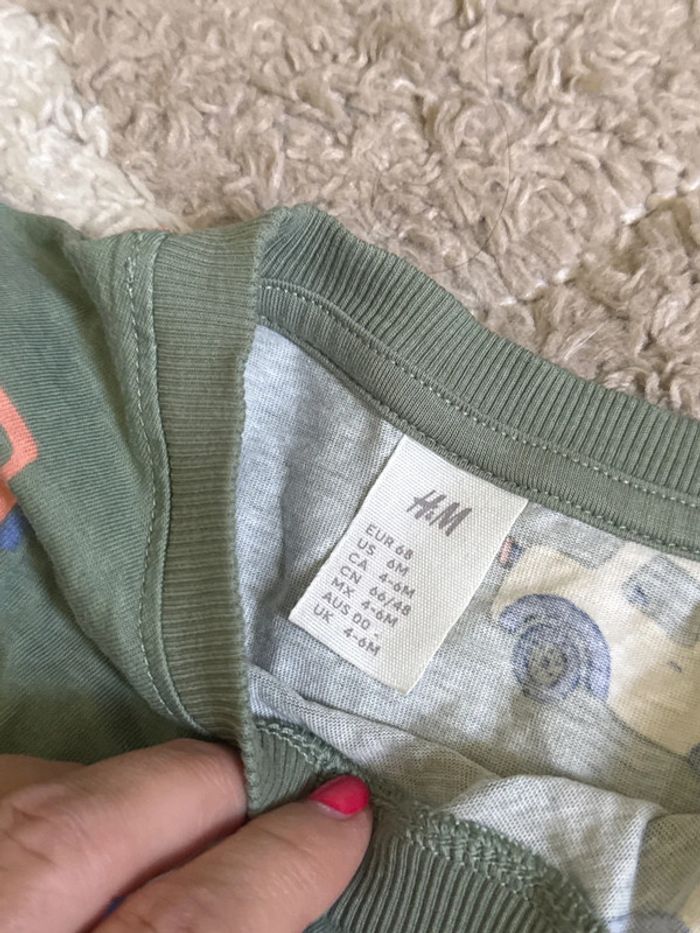 H&M
EUR 68
US 6M
CA 4-6M
CN 66/48
MX 4-6M
AUS 00
UK 4-6M